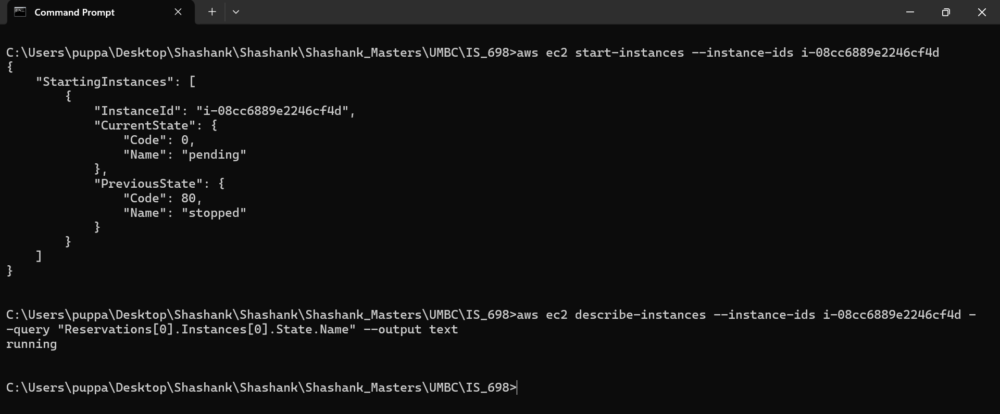 Command Prompt
C:\Users\puppa\Desktop\Shashank\Shashank\Shashank_Masters\UMBC\IS_698>aws ec2 start-instances --instance-ids i-08cc6889e2246cf4d
{
    "StartingInstances": [
        {
            "InstanceId": "i-08cc6889e2246cf4d",
            "CurrentState": {
                "Code": 0,
                "Name": "pending"
            },
            "PreviousState": {
                "Code": 80,
                "Name": "stopped"
            }
        }
    ]
}
C:\Users\puppa\Desktop\Shashank\Shashank\Shashank_Masters\UMBC\IS_698>aws ec2 describe-instances --instance-ids i-08cc6889e2246cf4d -
-query "Reservations[0].Instances[0].State.Name" --output text
running
C:\Users\puppa\Desktop\Shashank\Shashank\Shashank_Masters\UMBC\IS_698>